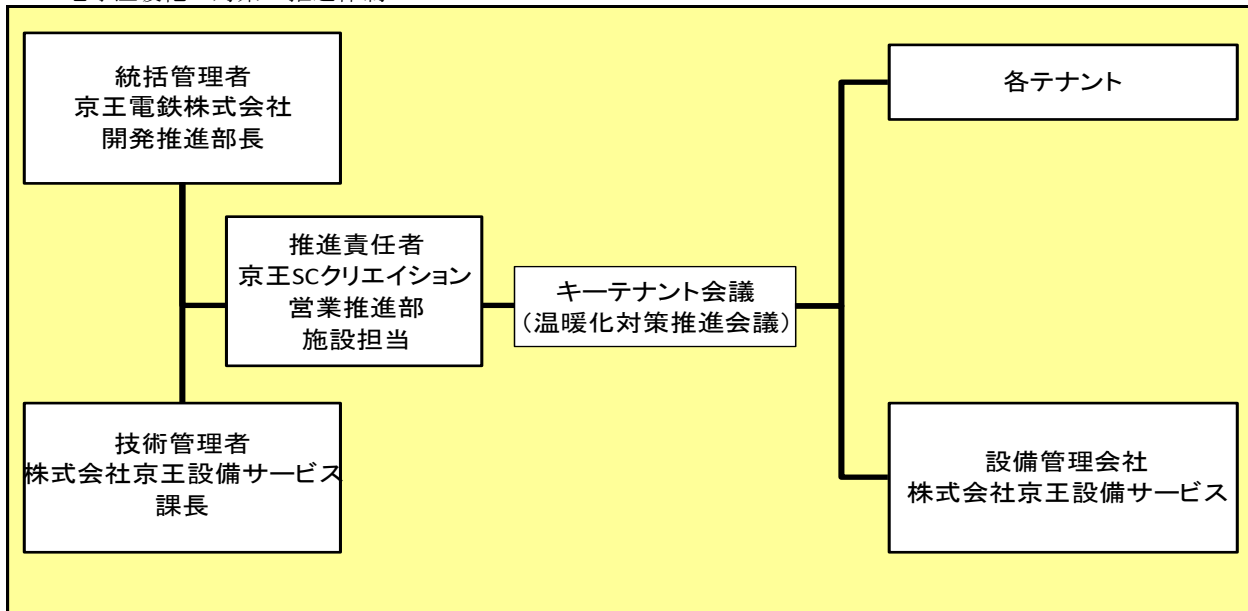 統括管理者
京王電鉄株式会社
開発推進部長
各テナント
推進責任者
京王SCクリエイション
営業推進部
施設担当
キーテナント会議
（温暖化対策推進会議）
技術管理者
株式会社京王設備サービス
課長
設備管理会社
株式会社京王設備サービス